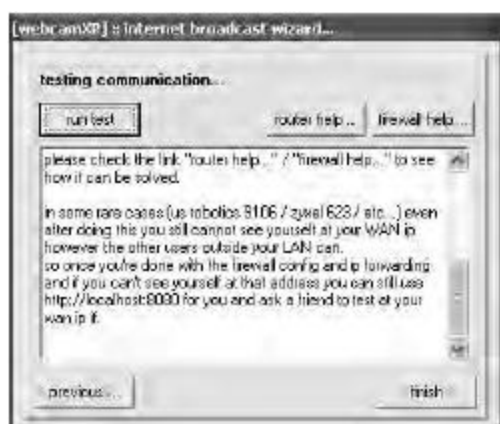 [webcamXP] :: internet broadcast wizard...
testing communication...
run test
router help ...
firewall help ...
please check the link "router help..." / "firewall help..." to see
how it can be solved.
in some rare cases (us robotics 9106 / zyxel 623 / etc...) even
after doing this you still cannot see yourself at your WAN ip
however the other users outside your LAN can.
so once you're done with the firewall config and ip forwarding
and if you can't see yourself at that address you can still use
http://localhost:8080 for you and ask a friend to test at your
wan ip if.
previous ...
finish